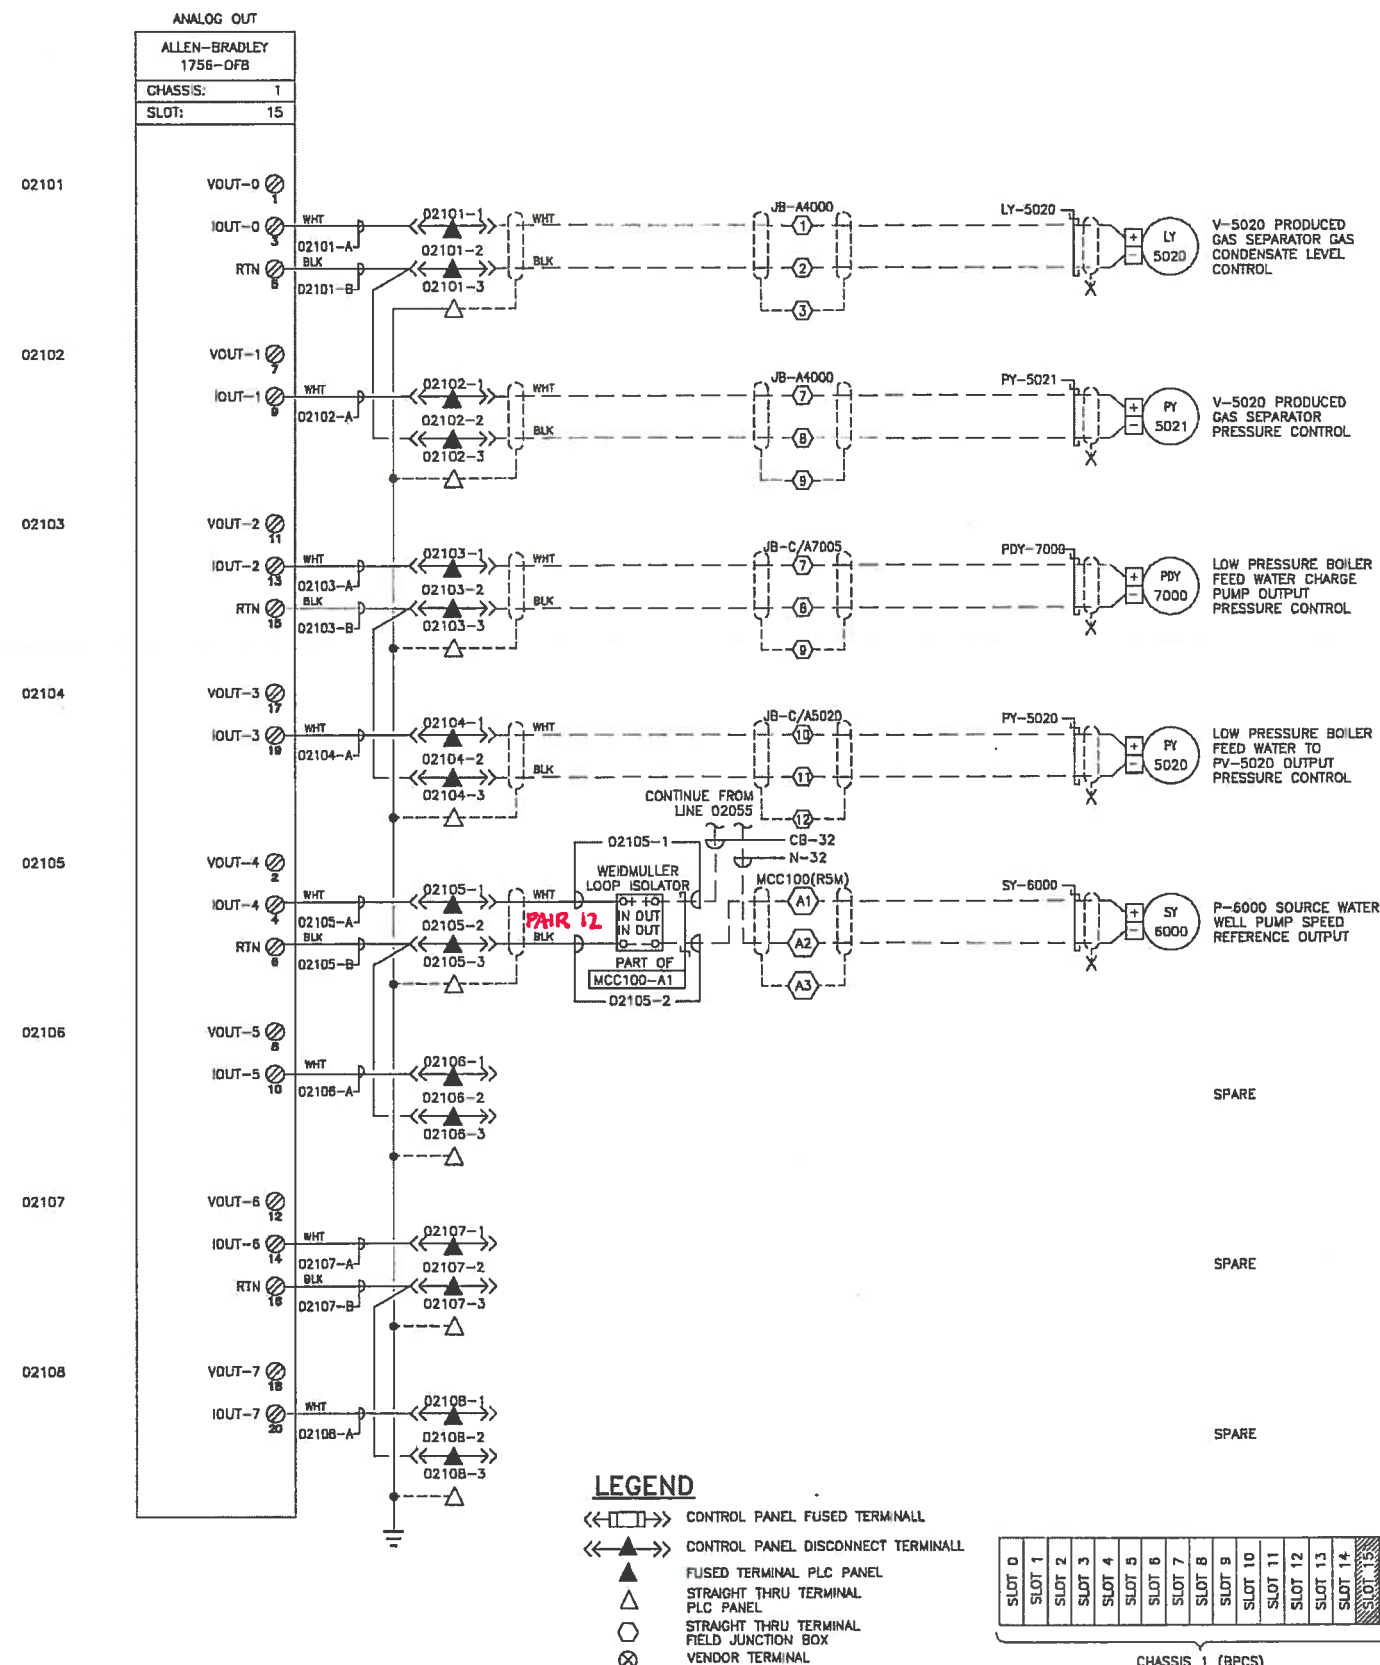 ANALOG OUT
ALLEN-BRADLEY
1756-OF8
CHASSIS: 1
SLOT: 15
02101
VOUT-0
1
IOUT-0
3
WHT
02101-A
RTN
BLK
02101-B
02101-1
02101-2
02101-3
WHT
BLK
JB-A4000
1
2
3
LY-5020
+
-
LY
5020
V-5020 PRODUCED
GAS SEPARATOR GAS
CONDENSATE LEVEL
CONTROL
02102
VOUT-1
7
IOUT-1
9
WHT
02102-A
02102-1
02102-2
02102-3
WHT
BLK
JB-A4000
7
8
9
PY-5021
+
-
PY
5021
V-5020 PRODUCED
GAS SEPARATOR
PRESSURE CONTROL
02103
VOUT-2
11
IOUT-2
13
WHT
02103-A
RTN
15
BLK
02103-B
02103-1
02103-2
02103-3
WHT
BLK
JB-C/A7005
7
8
9
PDY-7000
+
-
PDY
7000
LOW PRESSURE BOILER
FEED WATER CHARGE
PUMP OUTPUT
PRESSURE CONTROL
02104
VOUT-3
17
IOUT-3
19
WHT
02104-A
02104-1
02104-2
02104-3
WHT
BLK
JB-C/A5020
10
11
12
PY-5020
+
-
PY
5020
LOW PRESSURE BOILER
FEED WATER TO
PV-5020 OUTPUT
PRESSURE CONTROL
CONTINUE FROM
LINE 02055
CB-32
N-32
02105
VOUT-4
2
IOUT-4
4
WHT
02105-A
RTN
6
BLK
02105-B
02105-1
02105-2
02105-3
WHT
PAIR 12
BLK
02105-1
WEIDMULLER
LOOP ISOLATOR
+ +
IN OUT
IN OUT
- -
PART OF
MCC100-A1
02105-2
MCC100(R5M)
A1
A2
A3
SY-6000
+
-
SY
6000
P-6000 SOURCE WATER
WELL PUMP SPEED
REFERENCE OUTPUT
02106
VOUT-5
8
IOUT-5
10
WHT
02106-A
02106-1
02106-2
02106-3
SPARE
02107
VOUT-6
12
IOUT-6
14
WHT
02107-A
RTN
16
BLK
02107-B
02107-1
02107-2
02107-3
SPARE
02108
VOUT-7
18
IOUT-7
20
WHT
02108-A
02108-1
02108-2
02108-3
SPARE
LEGEND
CONTROL PANEL FUSED TERMINALL
CONTROL PANEL DISCONNECT TERMINALL
FUSED TERMINAL PLC PANEL
STRAIGHT THRU TERMINAL
PLC PANEL
STRAIGHT THRU TERMINAL
FIELD JUNCTION BOX
VENDOR TERMINAL
SLOT 0
SLOT 1
SLOT 2
SLOT 3
SLOT 4
SLOT 5
SLOT 6
SLOT 7
SLOT 8
SLOT 9
SLOT 10
SLOT 11
SLOT 12
SLOT 13
SLOT 14
SLOT 15
CHASSIS 1 (BPCS)